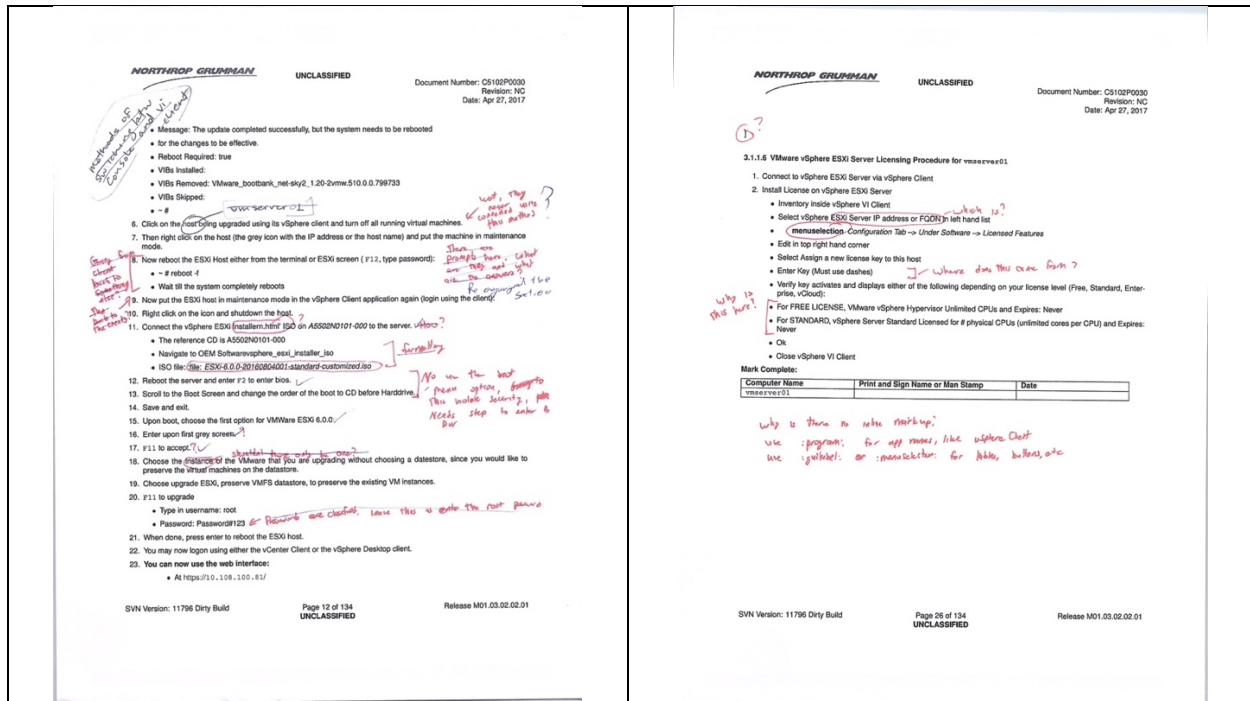 NORTHROP GRUMMAN
UNCLASSIFIED
Document Number: C5102P0030
Revision: NC
Date: Apr 27, 2017
methods of
switching btw
console and vi
client
• Message: The update completed successfully, but the system needs to be rebooted
• for the changes to be effective.
• Reboot Required: true
• VIBs Installed:
• VIBs Removed: VMware_bootbank_net-sky2_1.20-2vmw.510.0.0.799733
• VIBs Skipped:
• ~ #
vmserver01
6. Click on the host being upgraded using its vSphere client and turn off all running virtual machines.
7. Then right click on the host (the grey icon with the IP address or the host name) and put the machine in maintenance
mode.
8. Now reboot the ESXi Host either from the terminal or ESXi screen (F12, type password):
• ~ # reboot -f
• Wait till the system completely reboots
9. Now put the ESXi host in maintenance mode in the vSphere Client application again (login using the client).
10. Right click on the icon and shutdown the host.
11. Connect the vSphere ESXi installern.html ISO on A5502N0101-000 to the server.
• The reference CD is A5502N0101-000
• Navigate to OEM Softwarevsphere_esxi_installer_iso
formatting
• ISO file: file: ESXi-6.0.0-20160804001-standard-customized.iso
12. Reboot the server and enter F2 to enter bios.
13. Scroll to the Boot Screen and change the order of the boot to CD before Harddrive.
14. Save and exit.
15. Upon boot, choose the first option for VMWare ESXi 6.0.0
16. Enter upon first grey screen
17. F11 to accept
18. Choose the instance of the VMware that you are upgrading without choosing a datestore, since you would like to
preserve the virtual machines on the datastore.
19. Choose upgrade ESXi, preserve VMFS datastore, to preserve the existing VM instances.
20. F11 to upgrade
• Type in username: root
• Password: Password#123
21. When done, press enter to reboot the ESXi host.
22. You may now logon using either the vCenter Client or the vSphere Desktop client.
23. You can now use the web interface:
• At https://10.108.100.81/
SVN Version: 11796 Dirty Build
Page 12 of 134
UNCLASSIFIED
Release M01.03.02.02.01
NORTHROP GRUMMAN
UNCLASSIFIED
Document Number: C5102P0030
Revision: NC
Date: Apr 27, 2017
3.1.1.6 VMware vSphere ESXi Server Licensing Procedure for vmserver01
1. Connect to vSphere ESXi Server via vSphere Client
2. Install License on vSphere ESXi Server
• Inventory inside vSphere VI Client
• Select vSphere ESXi Server IP address or FQDN in left hand list
which is?
• menuselection Configuration Tab –> Under Software –> Licensed Features
• Edit in top right hand corner
• Select Assign a new license key to this host
• Enter Key (Must use dashes)
where does this come from?
• Verify key activates and displays either of the following depending on your license level (Free, Standard, Enter-
prise, vCloud):
why is
this here?
• For FREE LICENSE, VMware vSphere Hypervisor Unlimited CPUs and Expires: Never
• For STANDARD, vSphere Server Standard Licensed for # physical CPUs (unlimited cores per CPU) and Expires:
Never
• Ok
• Close vSphere VI Client
Mark Complete:
Computer Name Print and Sign Name or Man Stamp Date
vmserver01
why is there no more markup?
use :program: for app names, like vSphere Client
use :guilabel: or :menuselection: for labels, buttons, etc
SVN Version: 11796 Dirty Build
Page 26 of 134
UNCLASSIFIED
Release M01.03.02.02.01